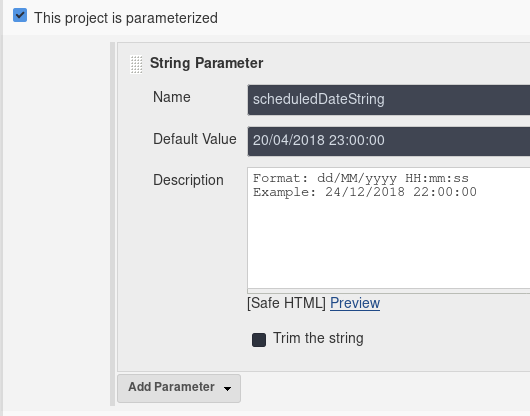 This project is parameterized
String Parameter
Name
scheduledDateString
Default Value
20/04/2018 23:00:00
Description
Format: dd/MM/yyyy HH:mm:ss
Example: 24/12/2018 22:00:00
[Safe HTML] Preview
Trim the string
Add Parameter